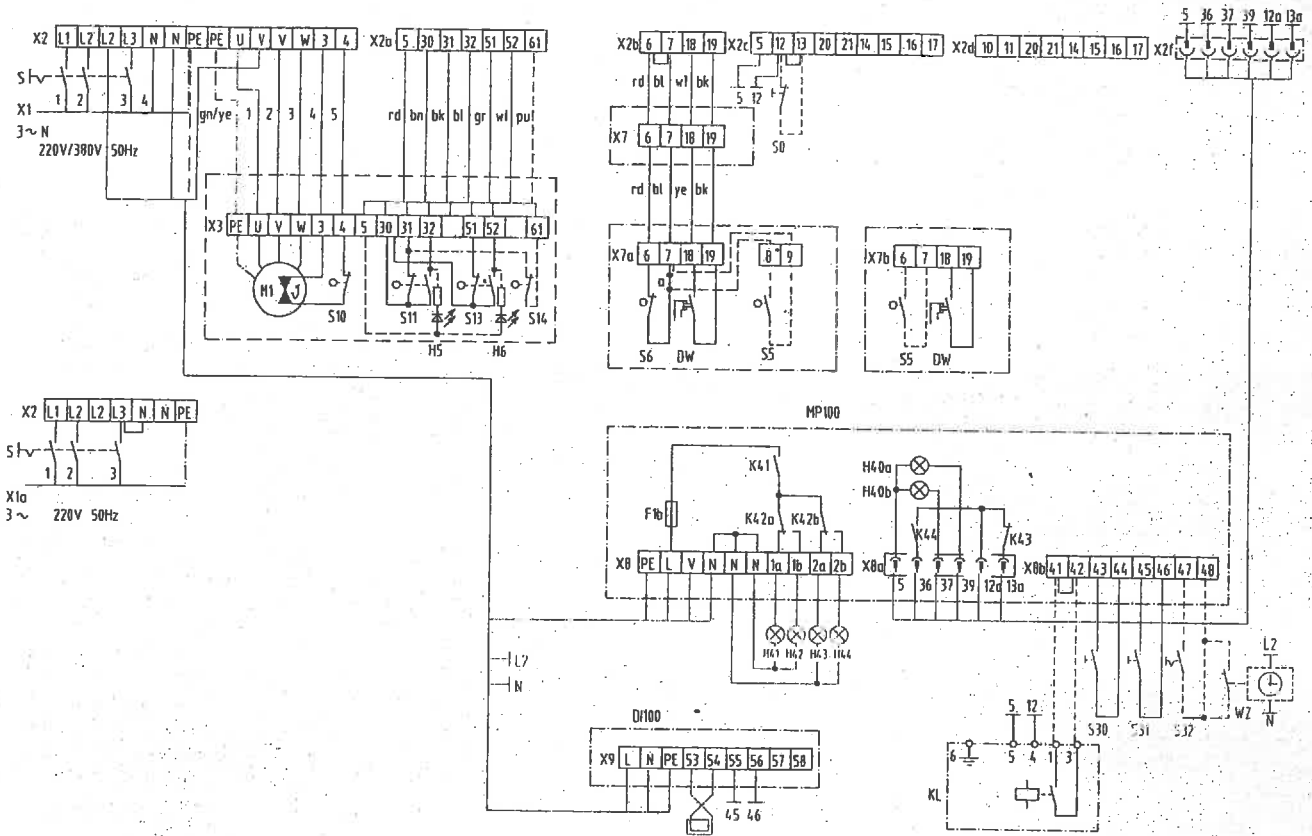 5 36 37 39 12a 13a
X2 L1 L2 L2 L3 N N PE PE U V V W 3 4
X2a 5 30 31 32 51 52 61
X2b 6 7 18 19
X2c 5 12 13 20 21 14 15 16 17
X2d 10 11 20 21 14 15 16 17
X2f
S
1 2 3 4
X1
3~ N
220V/380V 50Hz
gn/ye 1 2 3 4 5
rd bn bk bl gr wl pu
rd bl wl bk
5 12
S0
X7 6 7 18 19
rd bl ye bk
X3 PE U V W 3 4 5 30 31 32 51 52 61
M1
S10 S11 S13 S14
H5 H6
X7a 6 7 18 19
8 9
a
S6 DW S5
X7b 6 7 18 19
S5 DW
X2 L1 L2 L2 L3 N N PE
S
1 2 3
X1a
3~ 220V 50Hz
MP100
K41
H40a
H40b
F1b
K42a K42b
K44 K43
X8 PE L V N N N 1a 1b 2a 2b
X8a
5 36 37 39 12a 13a
X8b 41 42 43 44 45 46 47 48
H41 H42 H43 H44
L2
N
L2
WZ N
S30 S31 S32
DI100
X9 L N PE 53 54 55 56 57 58
45 46
5 12
6 5 4 1 3
KL